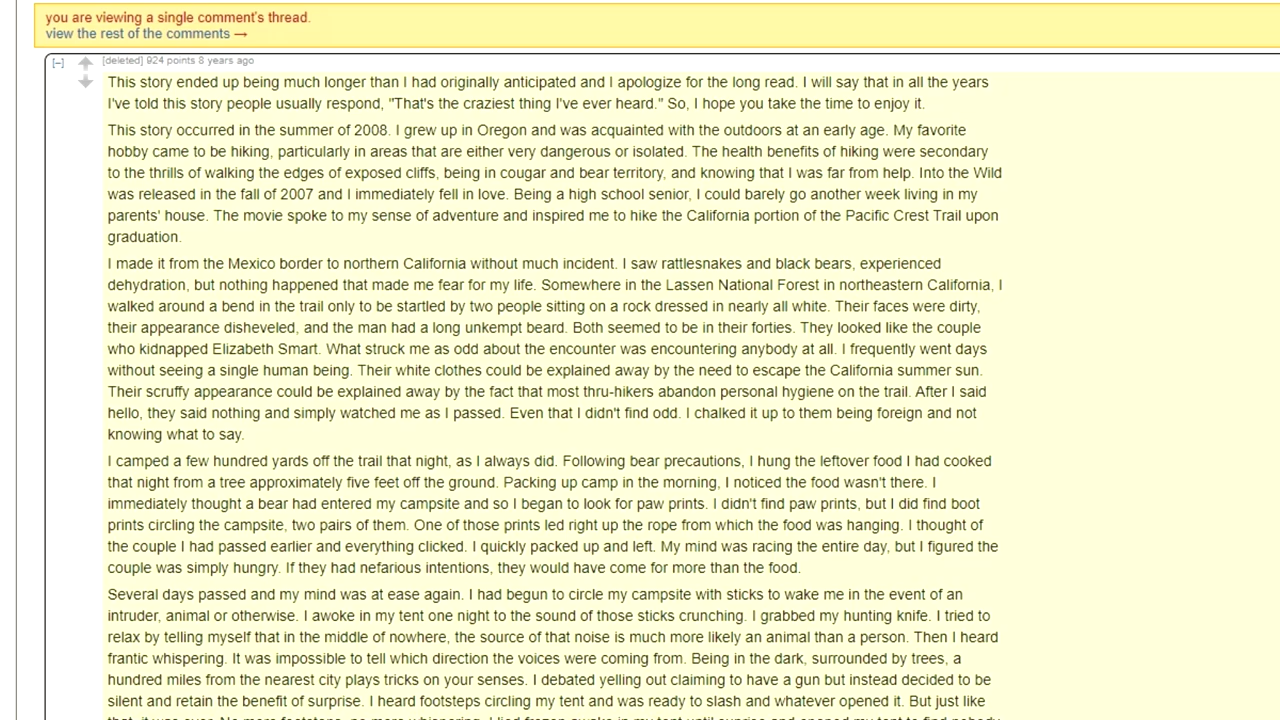 you are viewing a single comment's thread.
view the rest of the comments →
[–] [deleted] 924 points 8 years ago
This story ended up being much longer than I had originally anticipated and I apologize for the long read. I will say that in all the years
I've told this story people usually respond, "That's the craziest thing I've ever heard." So, I hope you take the time to enjoy it.
This story occurred in the summer of 2008. I grew up in Oregon and was acquainted with the outdoors at an early age. My favorite
hobby came to be hiking, particularly in areas that are either very dangerous or isolated. The health benefits of hiking were secondary
to the thrills of walking the edges of exposed cliffs, being in cougar and bear territory, and knowing that I was far from help. Into the Wild
was released in the fall of 2007 and I immediately fell in love. Being a high school senior, I could barely go another week living in my
parents' house. The movie spoke to my sense of adventure and inspired me to hike the California portion of the Pacific Crest Trail upon
graduation.
I made it from the Mexico border to northern California without much incident. I saw rattlesnakes and black bears, experienced
dehydration, but nothing happened that made me fear for my life. Somewhere in the Lassen National Forest in northeastern California, I
walked around a bend in the trail only to be startled by two people sitting on a rock dressed in nearly all white. Their faces were dirty,
their appearance disheveled, and the man had a long unkempt beard. Both seemed to be in their forties. They looked like the couple
who kidnapped Elizabeth Smart. What struck me as odd about the encounter was encountering anybody at all. I frequently went days
without seeing a single human being. Their white clothes could be explained away by the need to escape the California summer sun.
Their scruffy appearance could be explained away by the fact that most thru-hikers abandon personal hygiene on the trail. After I said
hello, they said nothing and simply watched me as I passed. Even that I didn't find odd. I chalked it up to them being foreign and not
knowing what to say.
I camped a few hundred yards off the trail that night, as I always did. Following bear precautions, I hung the leftover food I had cooked
that night from a tree approximately five feet off the ground. Packing up camp in the morning, I noticed the food wasn't there. I
immediately thought a bear had entered my campsite and so I began to look for paw prints. I didn't find paw prints, but I did find boot
prints circling the campsite, two pairs of them. One of those prints led right up the rope from which the food was hanging. I thought of
the couple I had passed earlier and everything clicked. I quickly packed up and left. My mind was racing the entire day, but I figured the
couple was simply hungry. If they had nefarious intentions, they would have come for more than the food.
Several days passed and my mind was at ease again. I had begun to circle my campsite with sticks to wake me in the event of an
intruder, animal or otherwise. I awoke in my tent one night to the sound of those sticks crunching. I grabbed my hunting knife. I tried to
relax by telling myself that in the middle of nowhere, the source of that noise is much more likely an animal than a person. Then I heard
frantic whispering. It was impossible to tell which direction the voices were coming from. Being in the dark, surrounded by trees, a
hundred miles from the nearest city plays tricks on your senses. I debated yelling out claiming to have a gun but instead decided to be
silent and retain the benefit of surprise. I heard footsteps circling my tent and was ready to slash and whatever opened it. But just like